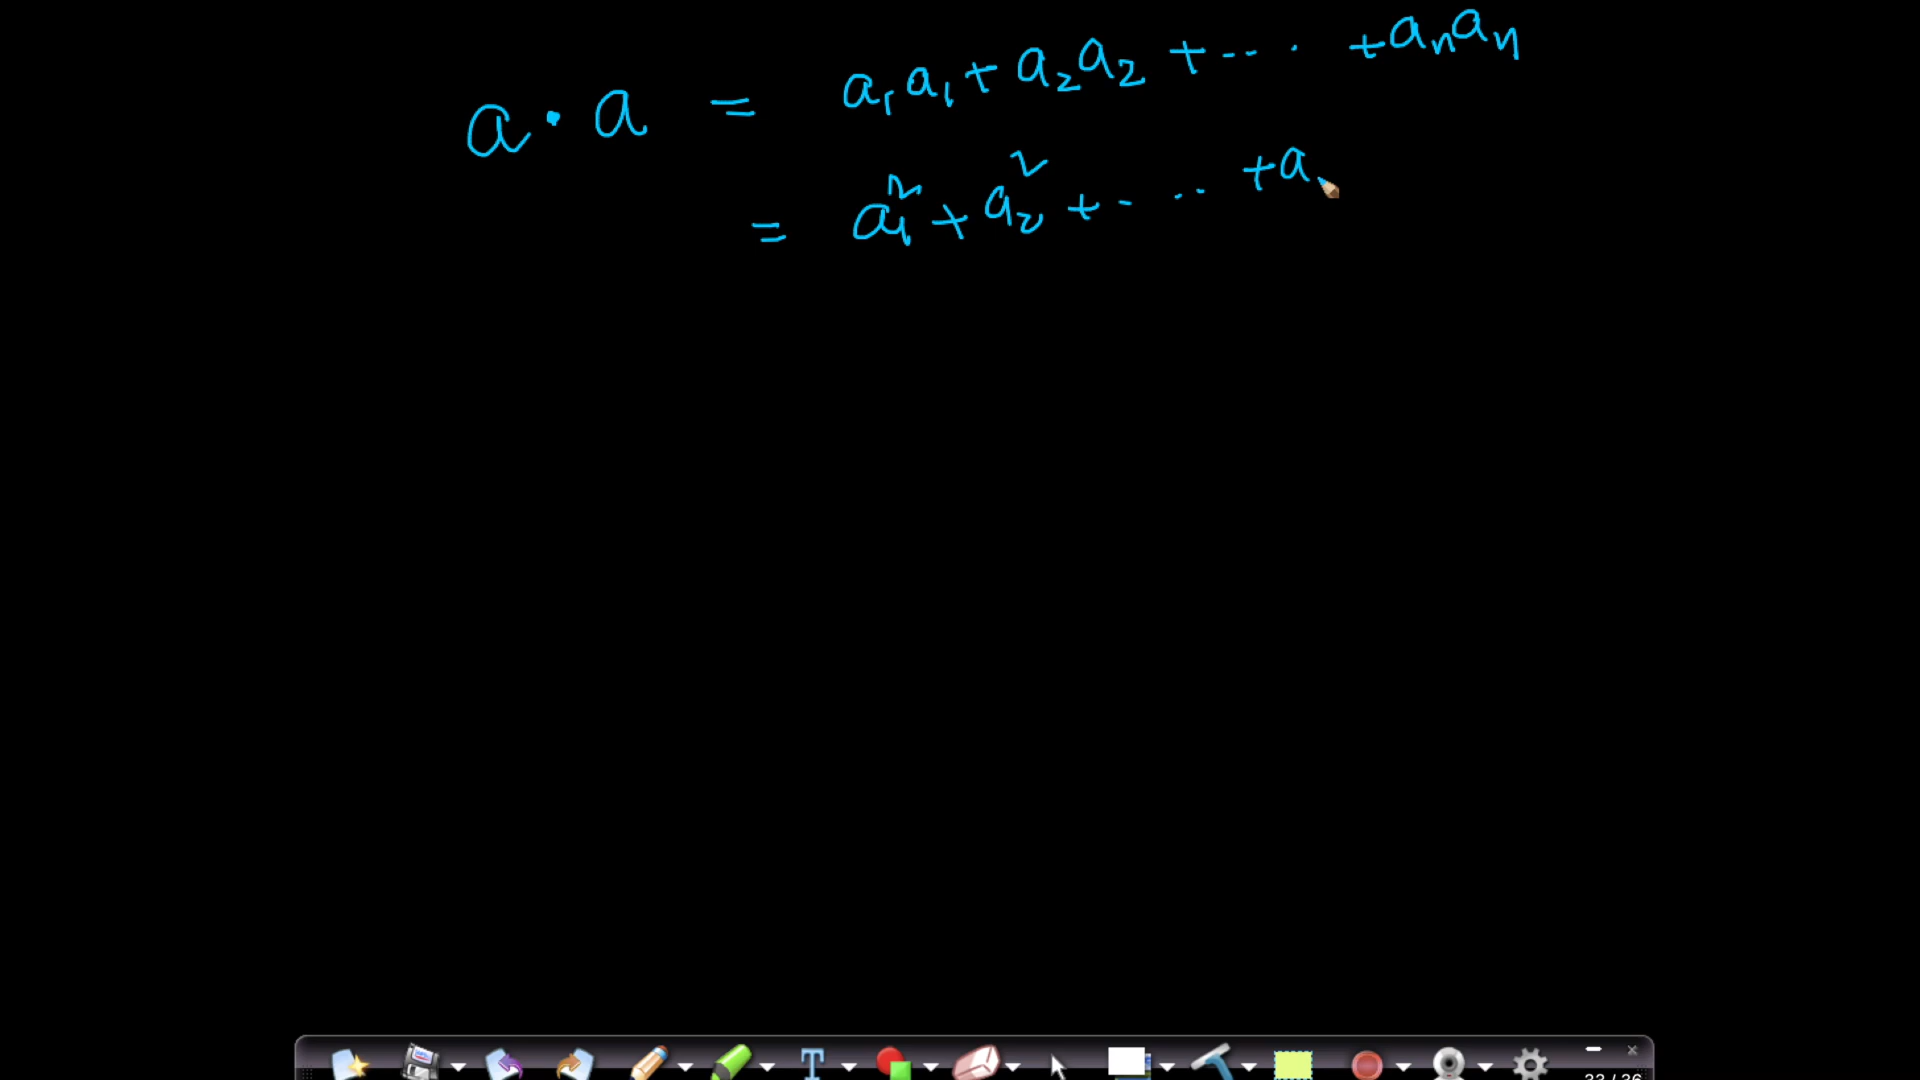 a · a = a₁a₁ + a₂a₂ + ... + aₙaₙ
= a₁² + a₂² + .... + a